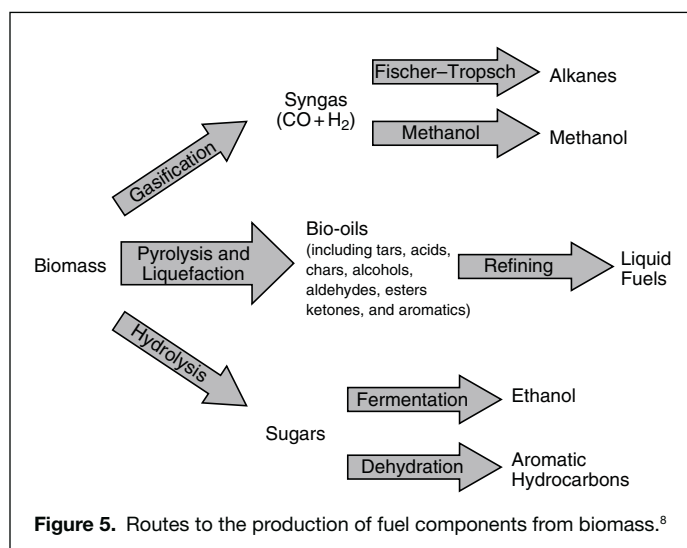 Fischer–Tropsch
Alkanes
Syngas
(CO + H₂)
Methanol
Methanol
Gasification
Bio-oils
(including tars, acids,
chars, alcohols,
aldehydes, esters
ketones, and aromatics)
Biomass
Pyrolysis and
Liquefaction
Refining
Liquid
Fuels
Hydrolysis
Sugars
Fermentation
Ethanol
Dehydration
Aromatic
Hydrocarbons
Figure 5. Routes to the production of fuel components from biomass.⁸